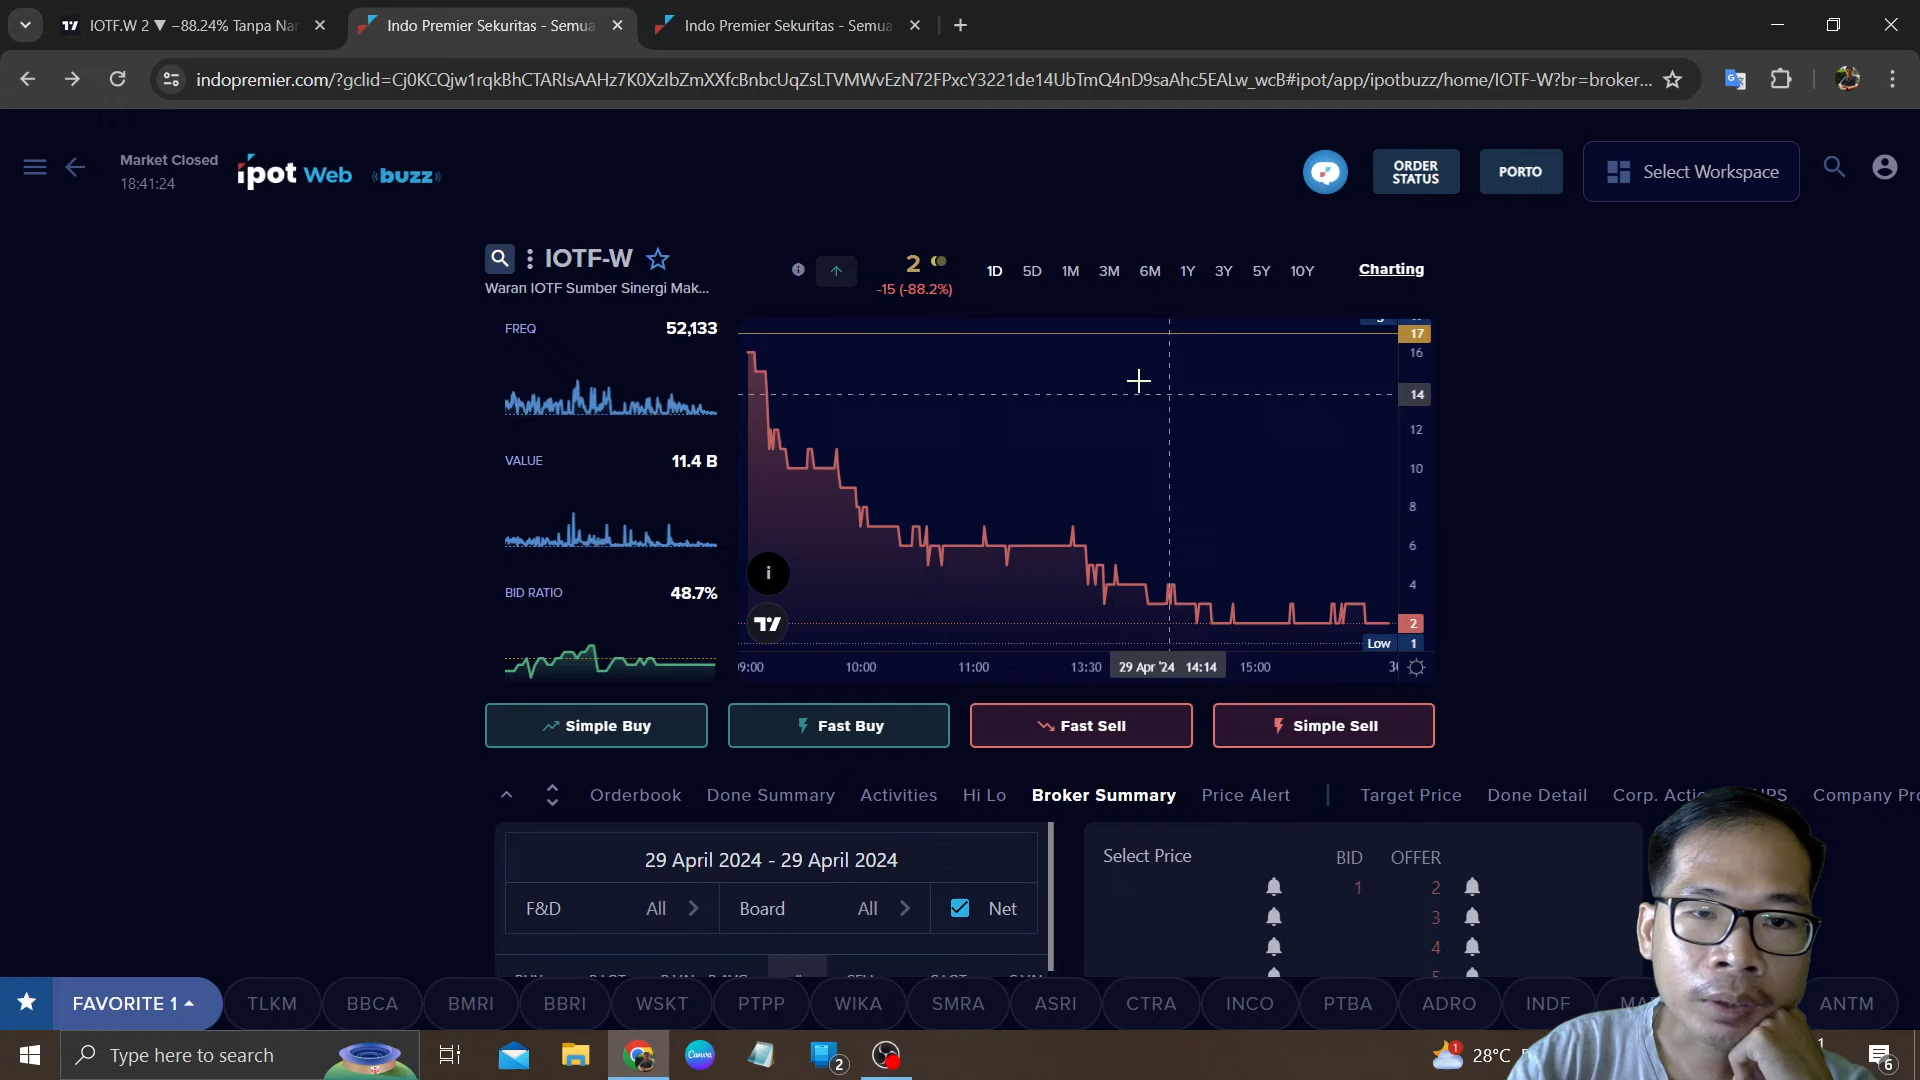 IOTF.W 2 ▼ −88.24% Tanpa Nar
Indo Premier Sekuritas - Semua
Indo Premier Sekuritas - Semua
indopremier.com/?gclid=Cj0KCQjw1rqkBhCTARIsAAHz7K0XzIbZmXXfcBnbcUqZsLTVMWvEzN72FPxcY3221de14UbTmQ4nD9saAhc5EALw_wcB#ipot/app/ipotbuzz/home/IOTF-W?br=broker...
Market Closed
18:41:24
ipot Web
buzz
ORDER
STATUS
PORTO
Select Workspace
IOTF-W
Waran IOTF Sumber Sinergi Mak...
2
-15 (-88.2%)
1D 5D 1M 3M 6M 1Y 3Y 5Y 10Y
Charting
FREQ 52,133
VALUE 11.4 B
BID RATIO 48.7%
17
16
14
12
10
8
6
4
2
Low 1
10:00 11:00 13:30 29 Apr '24 14:14 15:00
Simple Buy
Fast Buy
Fast Sell
Simple Sell
Orderbook Done Summary Activities Hi Lo Broker Summary Price Alert Target Price Done Detail
29 April 2024 - 29 April 2024
F&D All
Board All
Net
Select Price BID OFFER
1 2
3
4
FAVORITE 1 TLKM BBCA BMRI BBRI WSKT PTPP WIKA SMRA ASRI CTRA INCO PTBA ADRO INDF ANTM
Type here to search
Canva
2
28°C
6